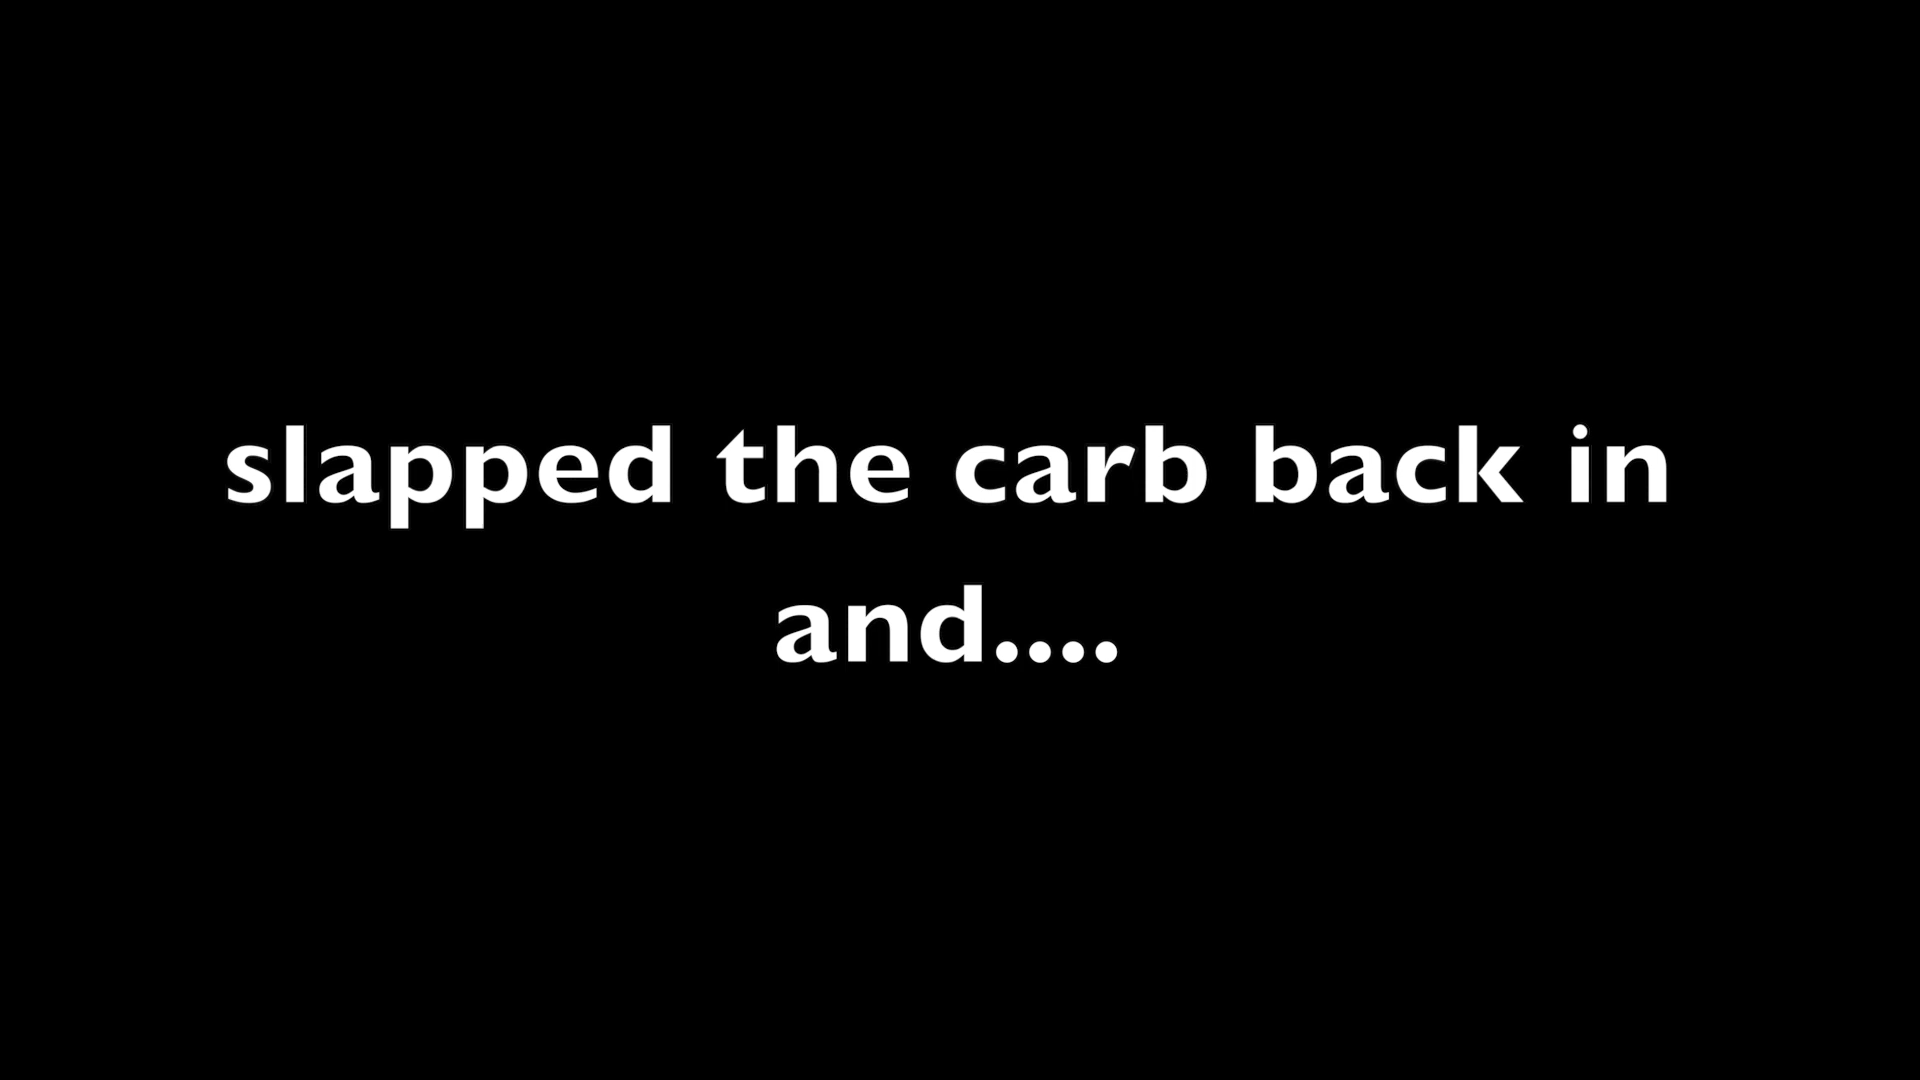 slapped the carb back in
and....